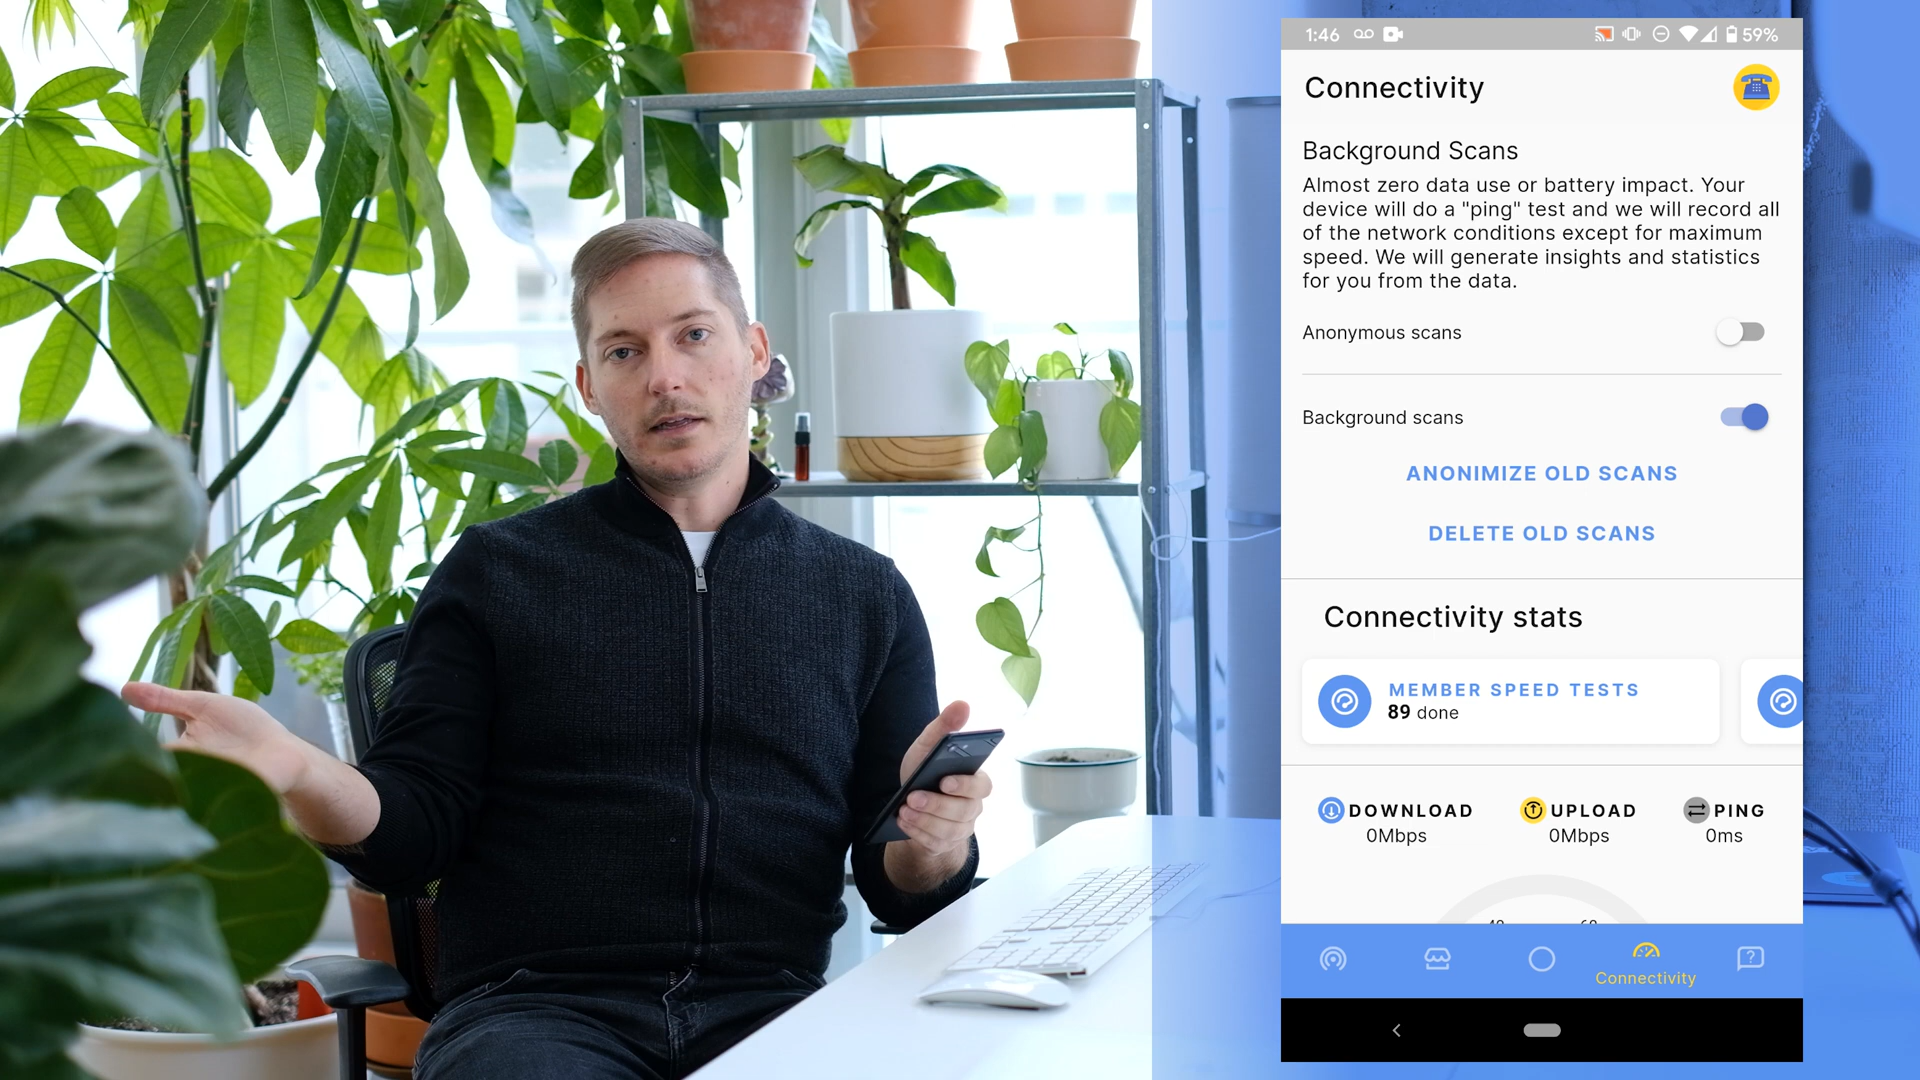 1:46
59%
Connectivity
Background Scans
Almost zero data use or battery impact. Your
device will do a "ping" test and we will record all
of the network conditions except for maximum
speed. We will generate insights and statistics
for you from the data.
Anonymous scans
Background scans
ANONIMIZE OLD SCANS
DELETE OLD SCANS
Connectivity stats
MEMBER SPEED TESTS
89 done
DOWNLOAD UPLOAD PING
0Mbps 0Mbps 0ms
40 60
Connectivity